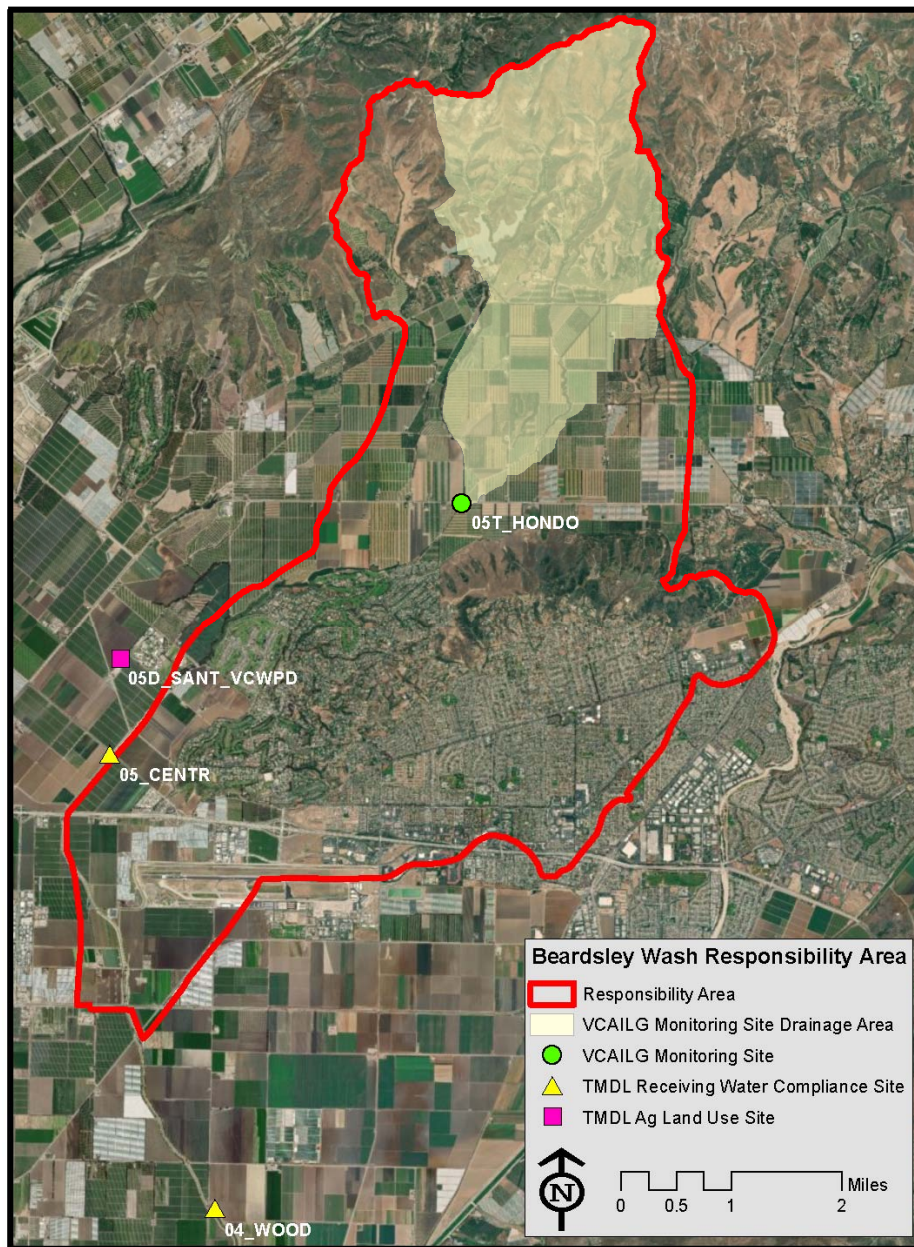 05T_HONDO
05D_SANT_VCWPD
05_CENTR
04_WOOD
Beardsley Wash Responsibility Area
Responsibility Area
VCAILG Monitoring Site Drainage Area
VCAILG Monitoring Site
TMDL Receiving Water Compliance Site
TMDL Ag Land Use Site
N
Miles
0 0.5 1 2